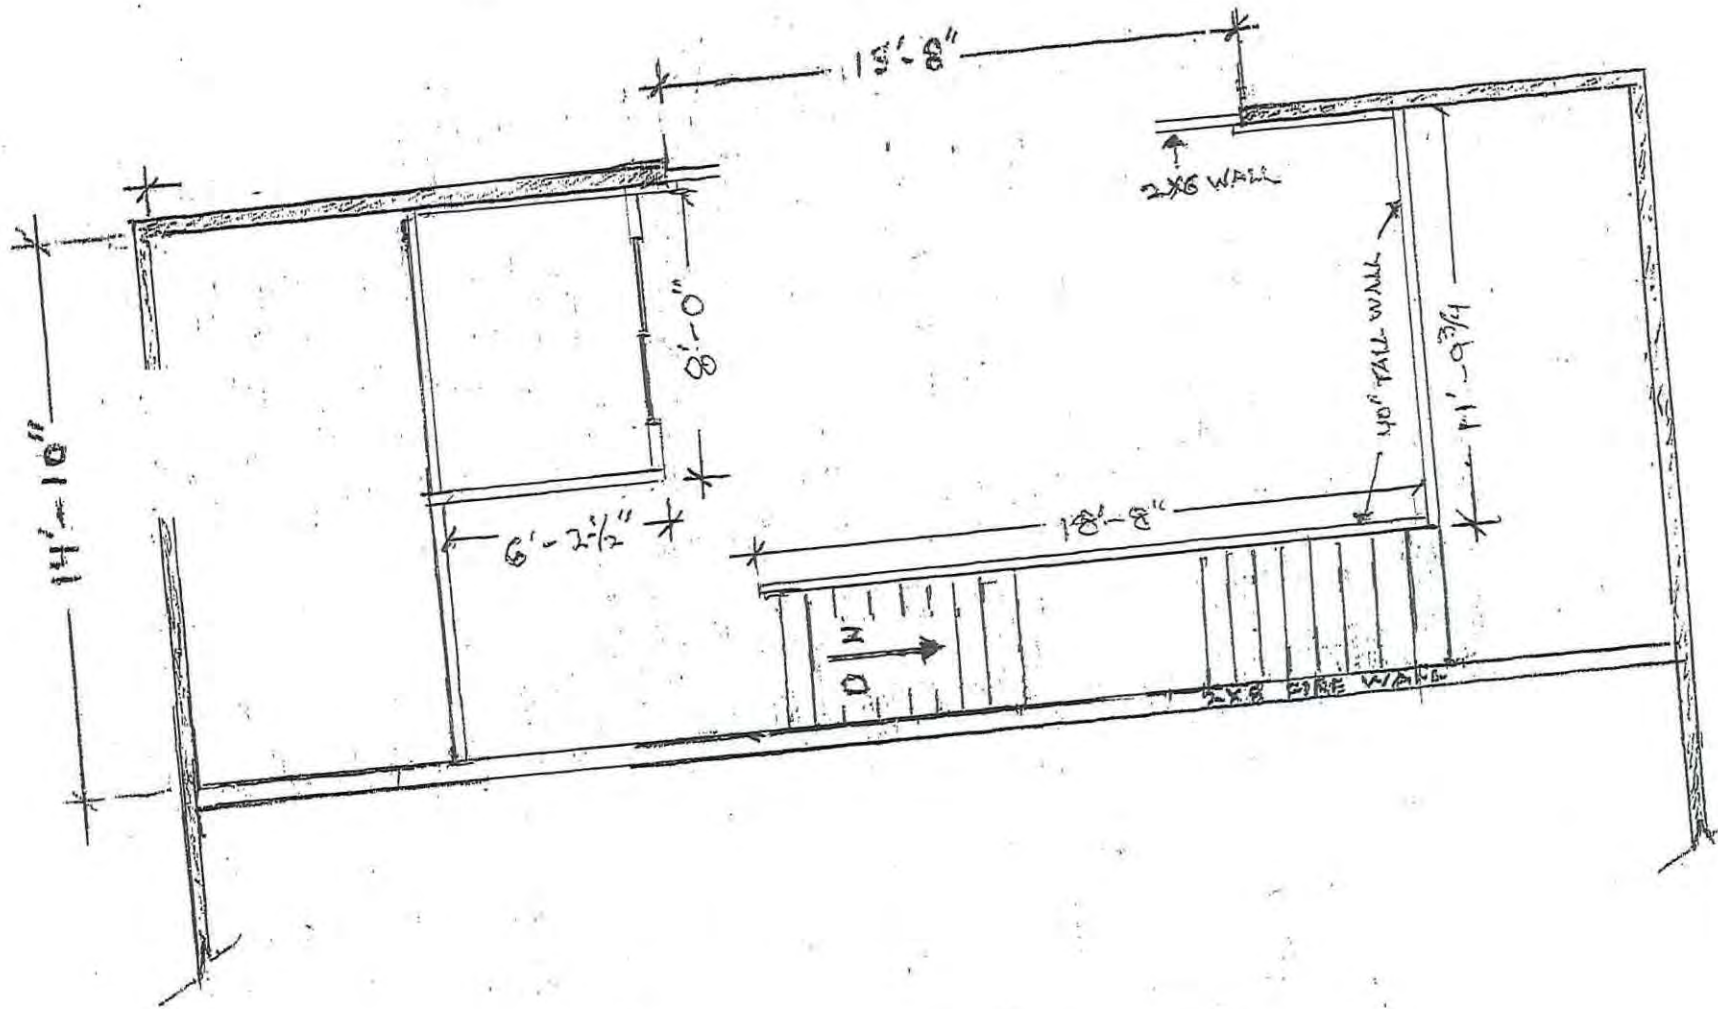 15'-8"
2X6 WALL
14'-10"
8'-0"
40" TALL WALL
11'-9 3/4
18'-8"
6'-2 1/2"
DN
2X8 FIRE WALL